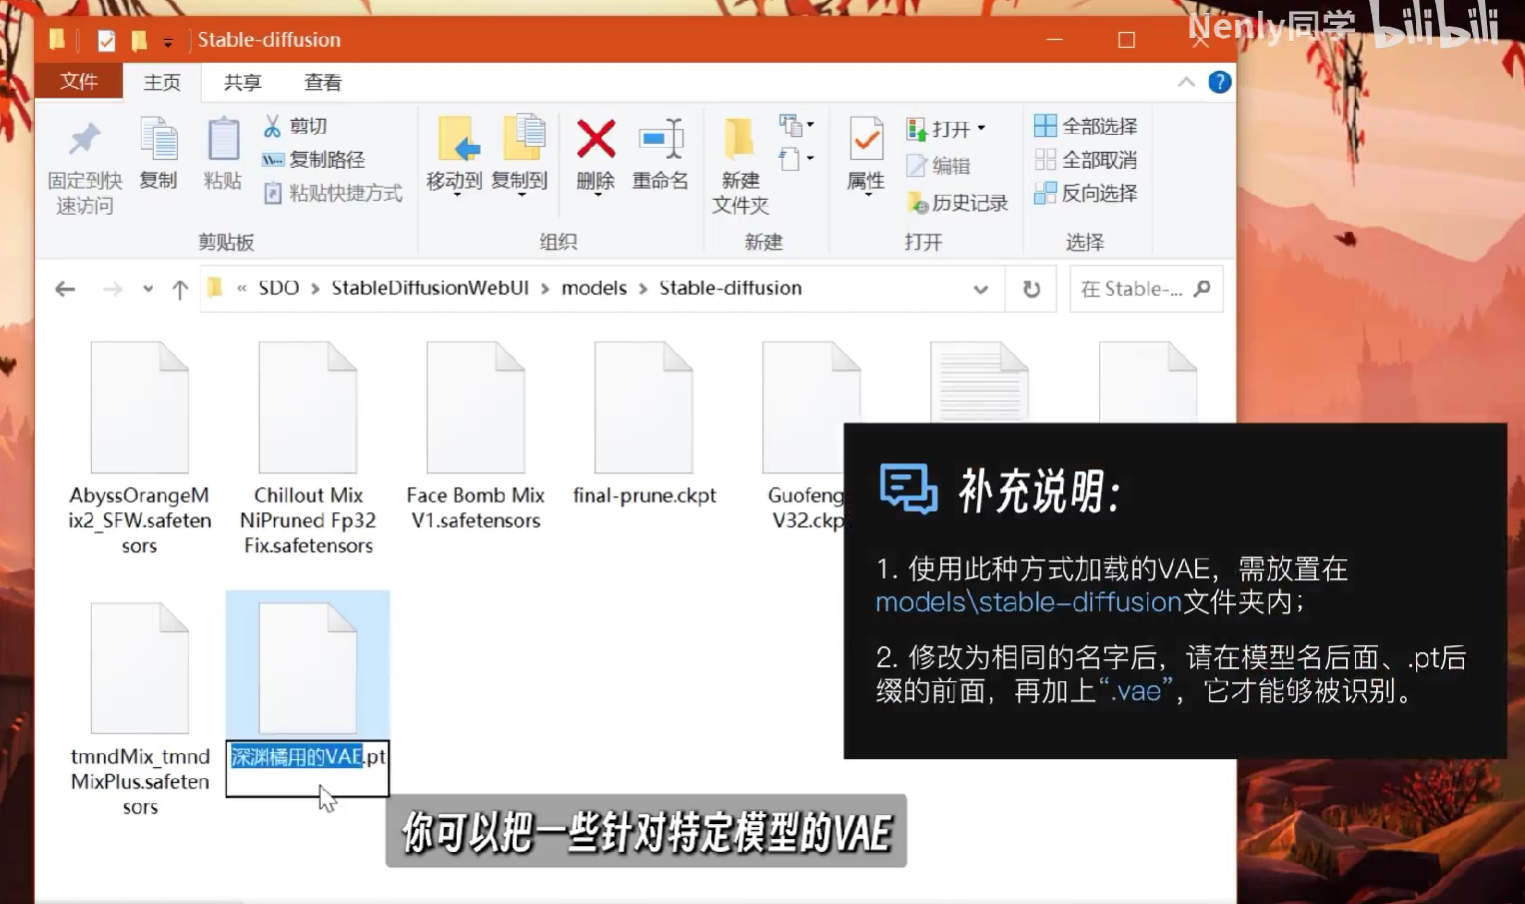 Stable-diffusion
Nenly同学 bilibili
文件 主页 共享 查看
固定到快
速访问
复制
粘贴
剪切
复制路径
粘贴快捷方式
剪贴板
移动到
复制到
删除
重命名
组织
新建
文件夹
新建
属性
打开
编辑
历史记录
打开
全部选择
全部取消
反向选择
选择
« SDO › StableDiffusionWebUI › models › Stable-diffusion
在 Stable-...
AbyssOrangeM
ix2_SFW.safeten
sors
Chillout Mix
NiPruned Fp32
Fix.safetensors
Face Bomb Mix
V1.safetensors
final-prune.ckpt
Guofeng
V32.ckp
tmndMix_tmnd
MixPlus.safeten
sors
深渊橘用的VAE.pt
补充说明：
1. 使用此种方式加载的VAE，需放置在
models\stable-diffusion文件夹内；
2. 修改为相同的名字后，请在模型名后面、.pt后
缀的前面，再加上“.vae”，它才能够被识别。
你可以把一些针对特定模型的VAE